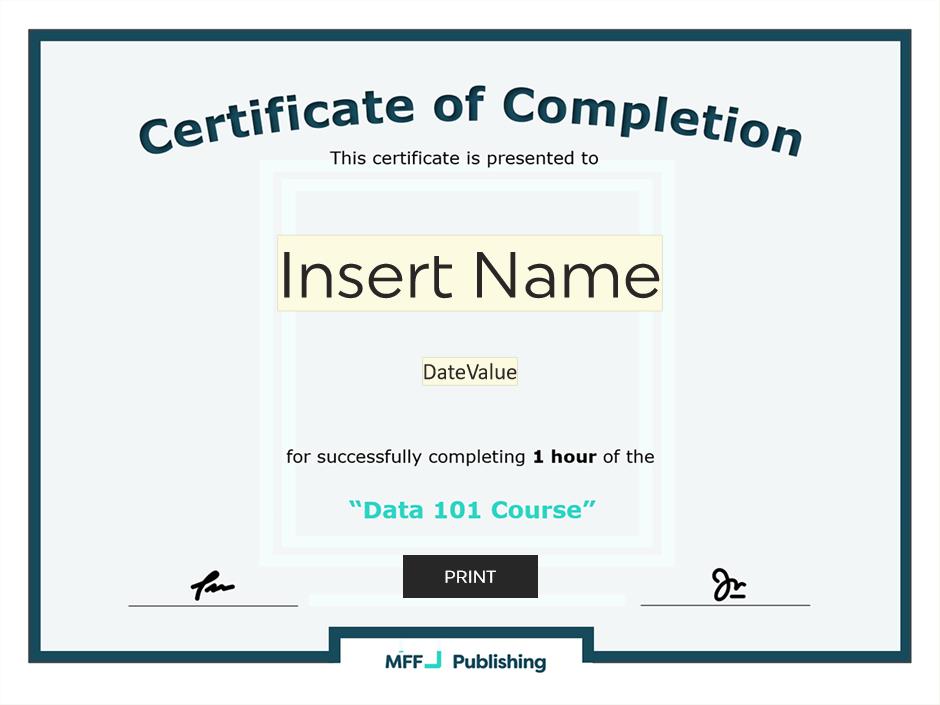 Certificate of Completion
This certificate is presented to
Insert Name
DateValue
for successfully completing 1 hour of the
“Data 101 Course”
PRINT
MFF Publishing